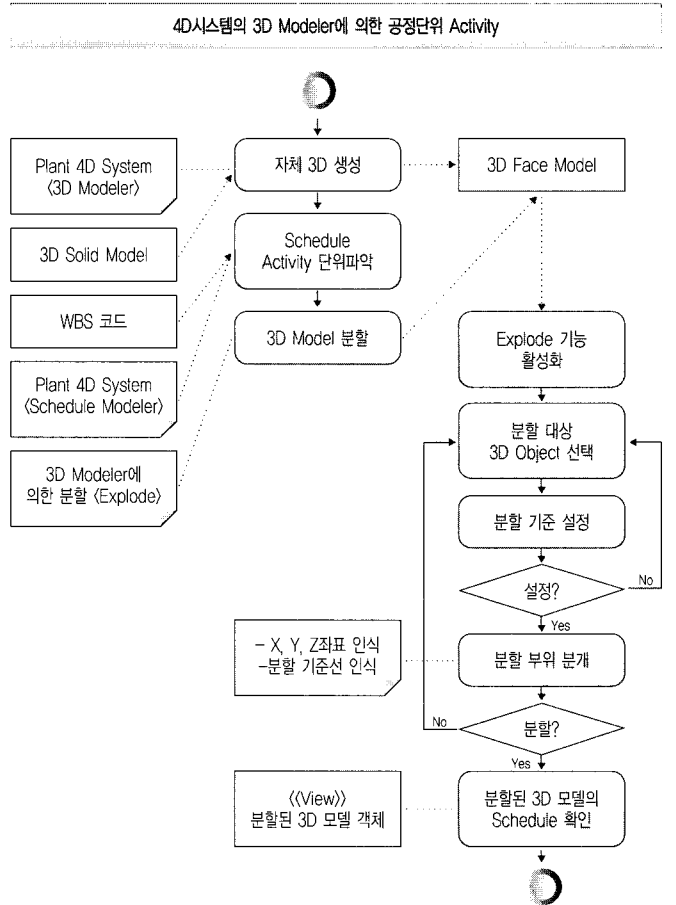 4D시스템의 3D Modeler에 의한 공정단위 Activity
Plant 4D System
〈3D Modeler〉
자체 3D 생성
3D Face Model
3D Solid Model
Schedule
Activity 단위파악
WBS 코드
3D Model 분할
Explode 기능
활성화
Plant 4D System
〈Schedule Modeler〉
분할 대상
3D Object 선택
3D Modeler에
의한 분할 〈Explode〉
분할 기준 설정
설정?
No
Yes
– X, Y, Z좌표 인식
–분할 기준선 인식
분할 부위 분개
No
분할?
Yes
《View》
분할된 3D 모델 객체
분할된 3D 모델의
Schedule 확인